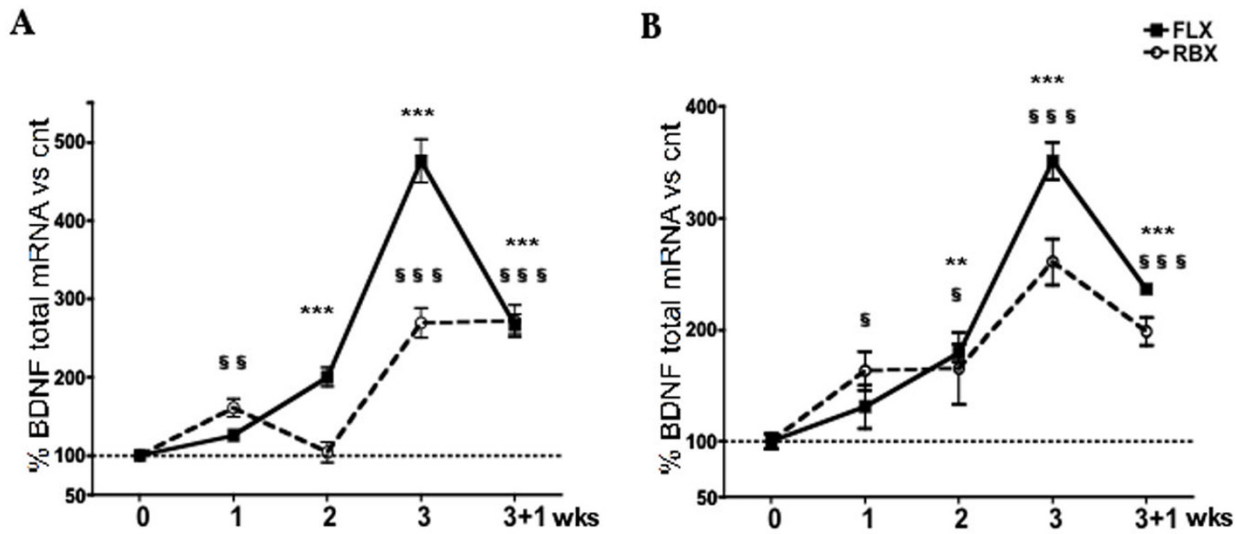 A
% BDNF total mRNA vs cnt
500
400
300
200
100
50
***
***
***
§ § §
§ § §
***
§ §
0 1 2 3 3+1 wks
B
FLX
RBX
% BDNF total mRNA vs cnt
400
300
200
100
50
***
§ § §
***
§ § §
**
§
§
0 1 2 3 3+1 wks